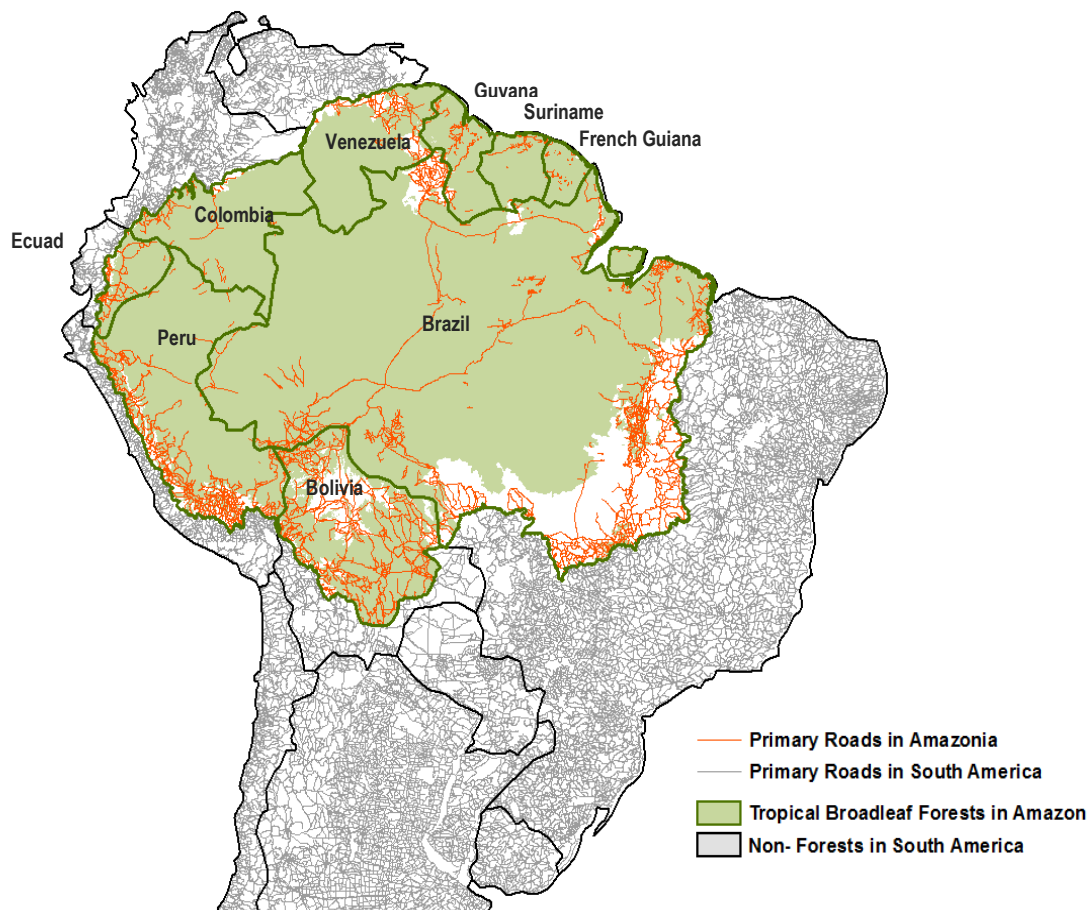 Guvana
Suriname
French Guiana
Venezuela
Colombia
Ecuad
Peru
Brazil
Bolivia
Primary Roads in Amazonia
Primary Roads in South America
Tropical Broadleaf Forests in Amazon
Non- Forests in South America